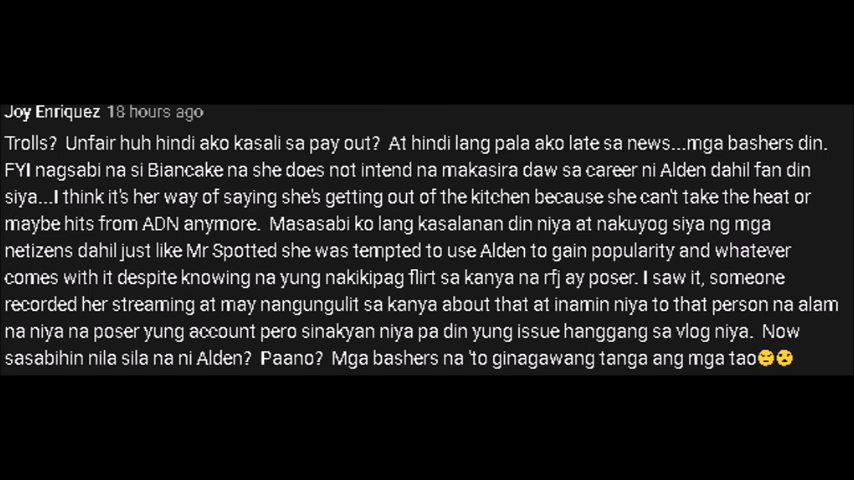 Joy Enriquez 18 hours ago
Trolls? Unfair huh hindi ako kasali sa pay out? At hindi lang pala ako late sa news...mga bashers din.
FYI nagsabi na si Biancake na she does not intend na makasira daw sa career ni Alden dahil fan din
siya...I think it's her way of saying she's getting out of the kitchen because she can't take the heat or
maybe hits from ADN anymore. Masasabi ko lang kasalanan din niya at nakuyog siya ng mga
netizens dahil just like Mr Spotted she was tempted to use Alden to gain popularity and whatever
comes with it despite knowing na yung nakikipag flirt sa kanya na rfj ay poser. I saw it, someone
recorded her streaming at may nangungulit sa kanya about that at inamin niya to that person na alam
na niya na poser yung account pero sinakyan niya pa din yung issue hanggang sa vlog niya. Now
sasabihin nila sila na ni Alden? Paano? Mga bashers na 'to ginagawang tanga ang mga tao